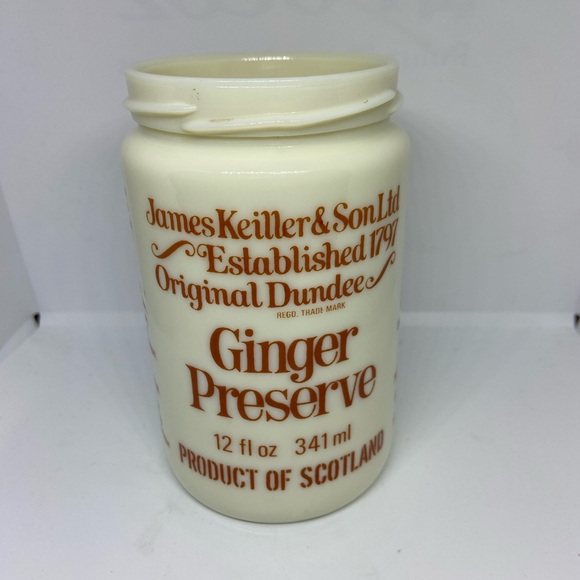 James Keiller & Son Ltd
Established 1797
Original Dundee
REGD. TRADE MARK
Ginger
Preserve
12 fl oz 341 ml
PRODUCT OF SCOTLAND